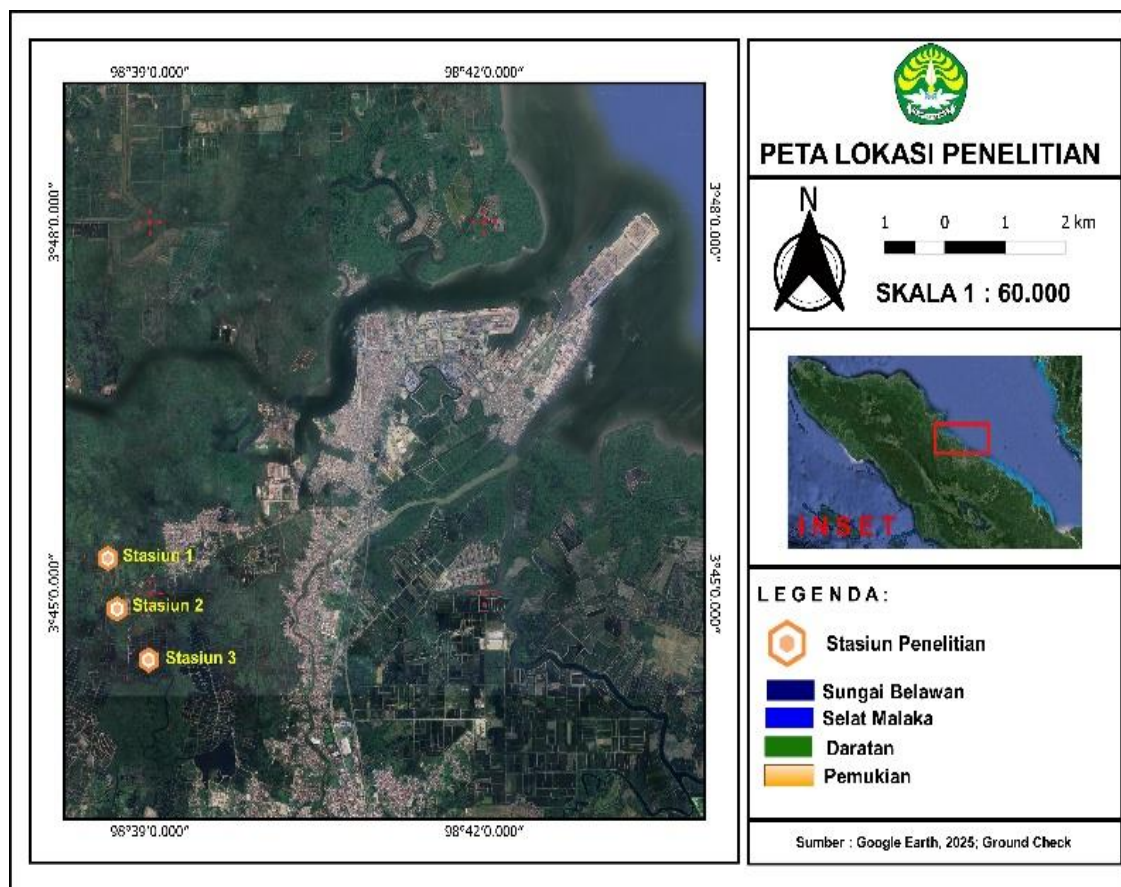 98°39'0.000"
98°42'0.000"
3°48'0.000"
3°48'0.000"
Stasiun 1
Stasiun 2
Stasiun 3
3°45'0.000"
3°45'0.000"
98°39'0.000"
98°42'0.000"
PETA LOKASI PENELITIAN
N
1 0 1 2 km
SKALA 1 : 60.000
INSET
LEGENDA:
Stasiun Penelitian
Sungai Belawan
Selat Malaka
Daratan
Pemukian
Sumber : Google Earth, 2025; Ground Check